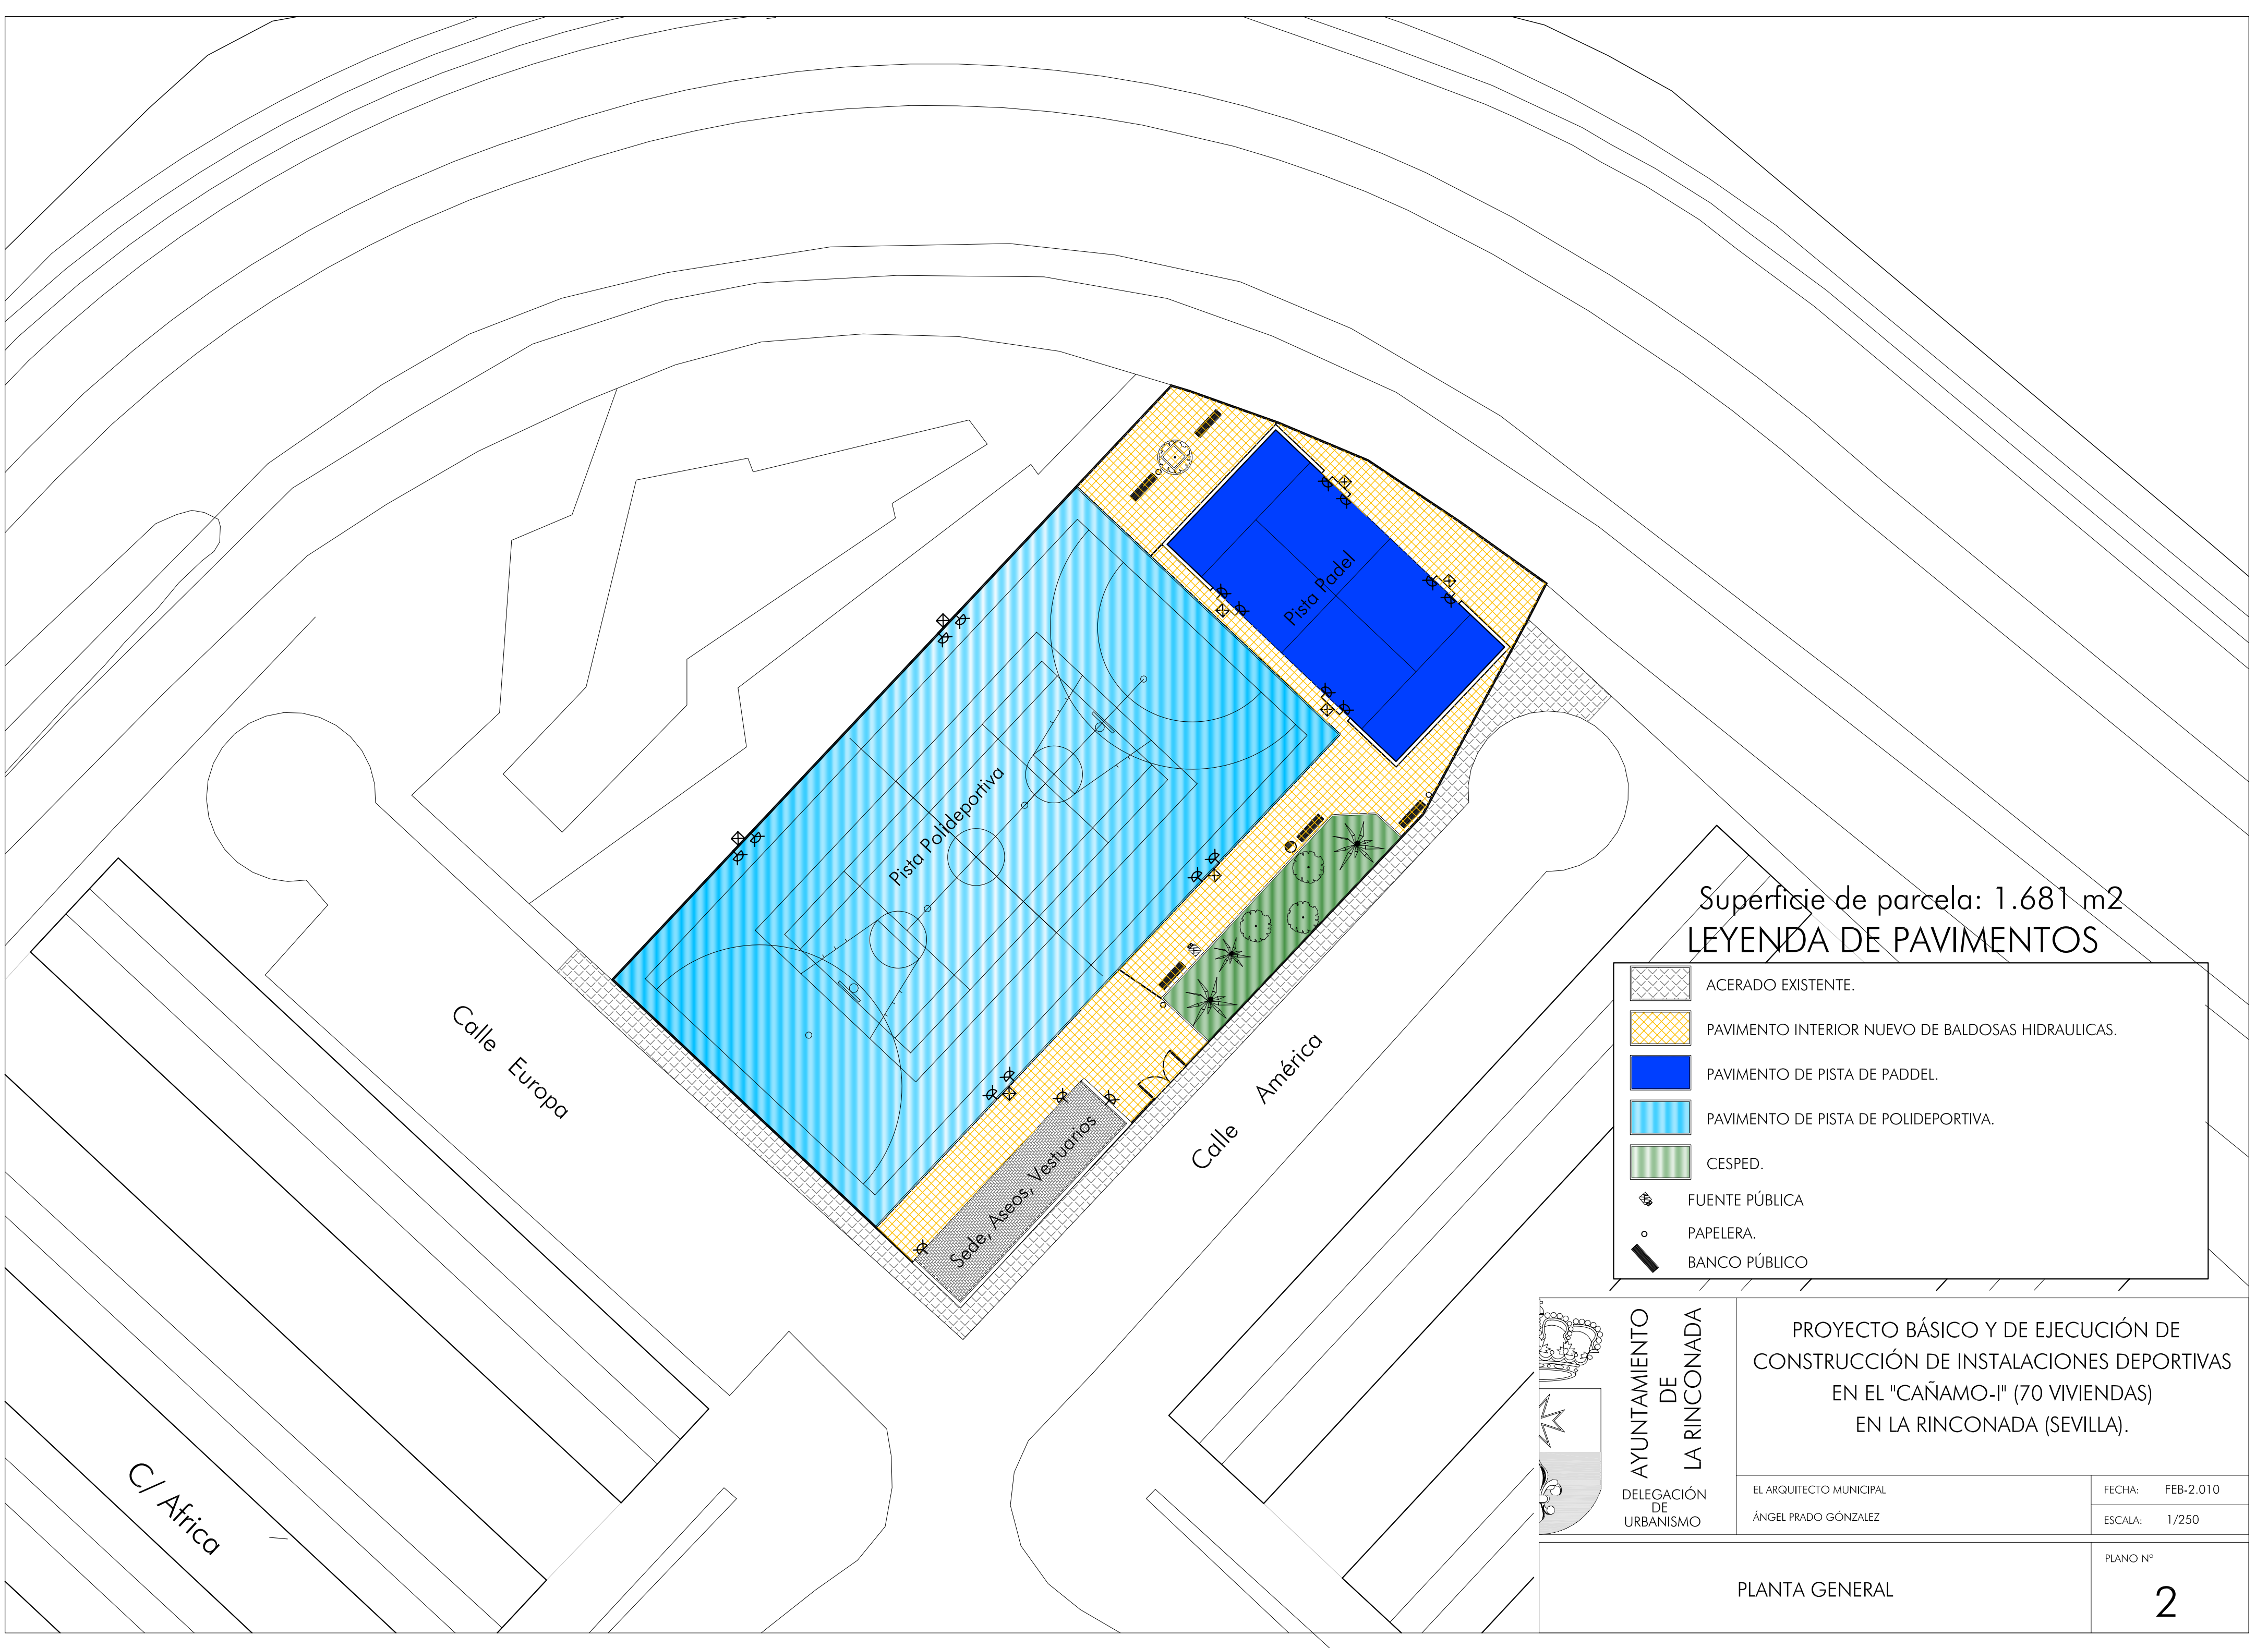 Pista Padel
Pista Polideportiva
Sede, Aseos, Vestuarios
Calle Europa
Calle América
C/ Africa
Superficie de parcela: 1.681 m2
LEYENDA DE PAVIMENTOS
ACERADO EXISTENTE.
PAVIMENTO INTERIOR NUEVO DE BALDOSAS HIDRAULICAS.
PAVIMENTO DE PISTA DE PADDEL.
PAVIMENTO DE PISTA DE POLIDEPORTIVA.
CESPED.
FUENTE PÚBLICA
PAPELERA.
BANCO PÚBLICO
AYUNTAMIENTO
DE
LA RINCONADA
DELEGACIÓN
DE
URBANISMO
PROYECTO BÁSICO Y DE EJECUCIÓN DE
CONSTRUCCIÓN DE INSTALACIONES DEPORTIVAS
EN EL "CAÑAMO-I" (70 VIVIENDAS)
EN LA RINCONADA (SEVILLA).
EL ARQUITECTO MUNICIPAL
ÁNGEL PRADO GÓNZALEZ
FECHA: FEB-2.010
ESCALA: 1/250
PLANTA GENERAL
PLANO Nº
2